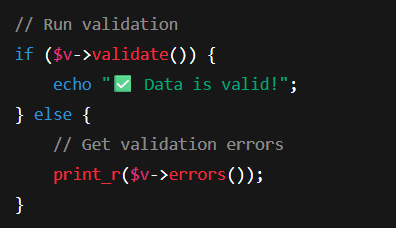 // Run validation
if ($v->validate()) {
    echo "✅ Data is valid!";
} else {
    // Get validation errors
    print_r($v->errors());
}